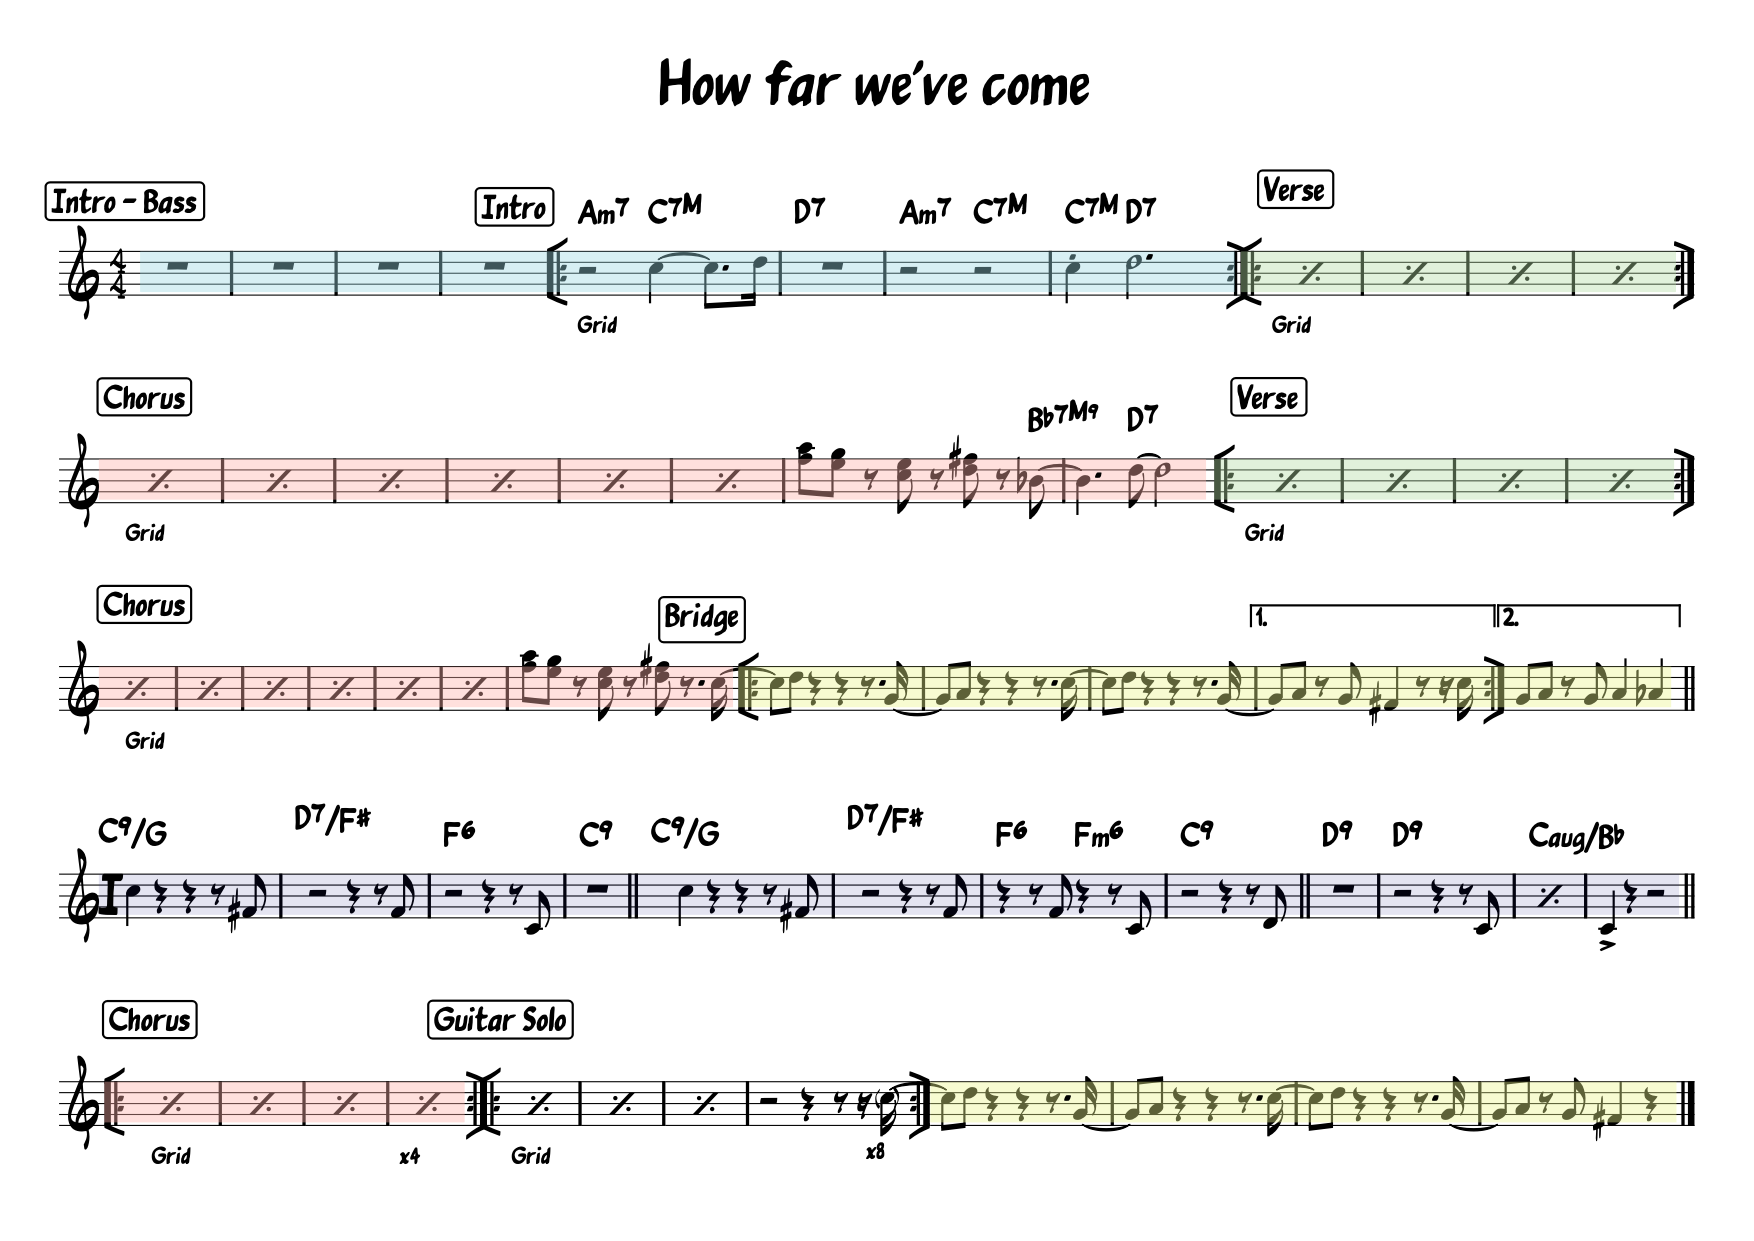 How far we've come
Intro - Bass
Intro
Verse
Am7 C7M D7 Am7 C7M C7M D7
Grid Grid
Chorus
Verse
Bb7M9 D7
Grid Grid
Chorus
Bridge
1. 2.
Grid
C9/G D7/F# F6 C9 C9/G D7/F# F6 Fm6 C9 D9 D9 Caug/Bb
Chorus
Guitar Solo
Grid x4 Grid x8